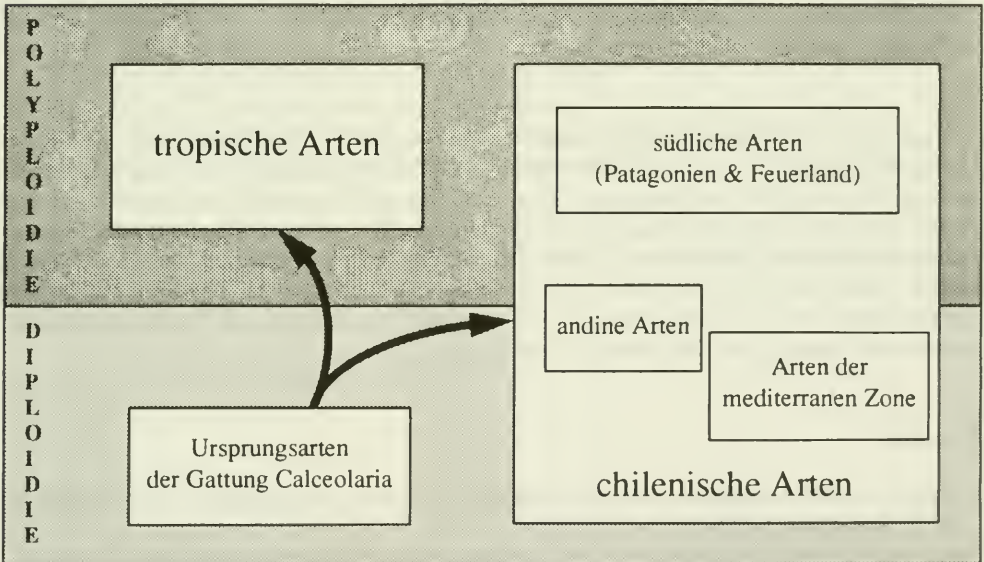 POLYPLOIDIE
tropische Arten
südliche Arten
(Patagonien & Feuerland)
andine Arten
Arten der
mediterranen Zone
chilenische Arten
DIPLOIDIE
Ursprungsarten
der Gattung Calceolaria